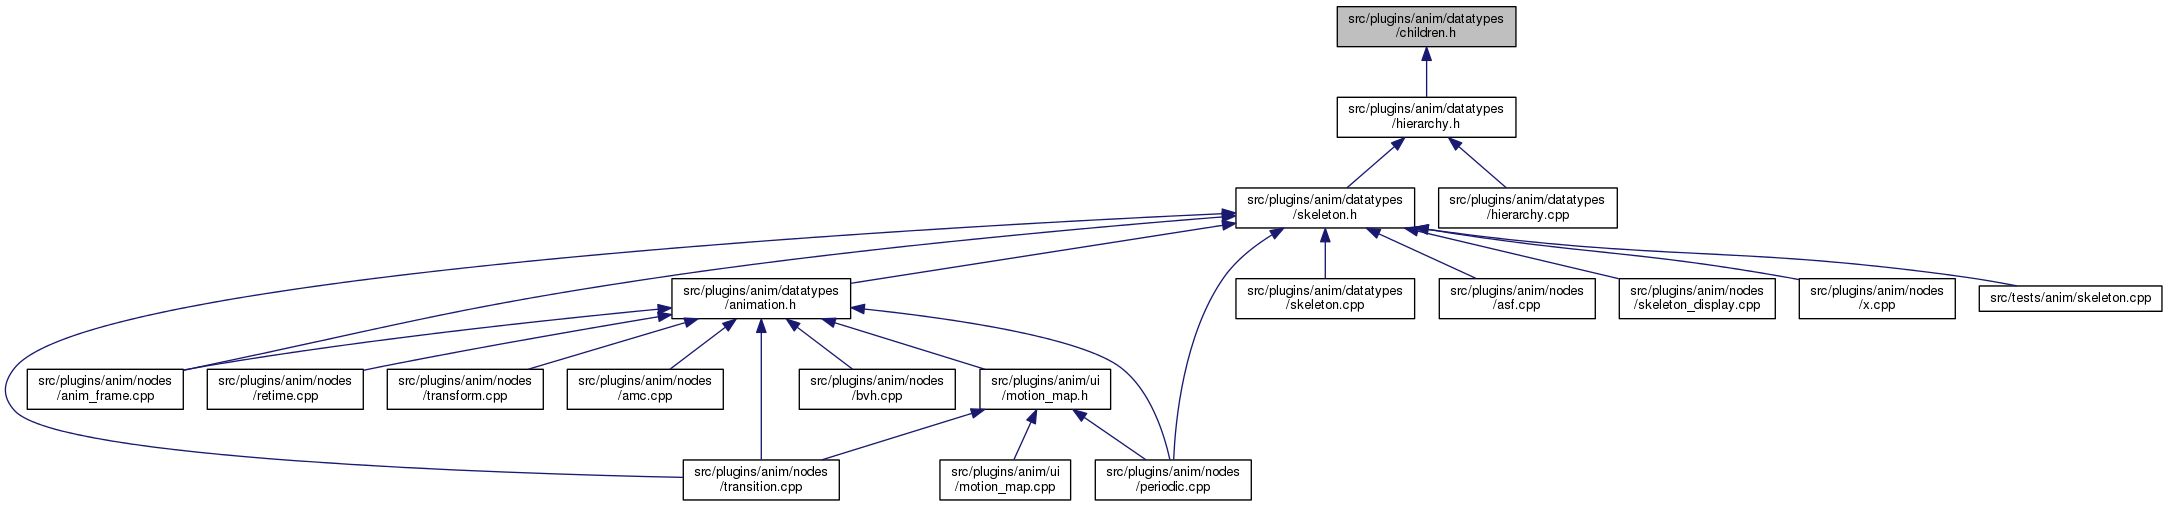 src/plugins/anim/datatypes
/children.h
src/plugins/anim/datatypes
/hierarchy.h
src/plugins/anim/datatypes
/skeleton.h
src/plugins/anim/datatypes
/hierarchy.cpp
src/plugins/anim/datatypes
/animation.h
src/plugins/anim/datatypes
/skeleton.cpp
src/plugins/anim/nodes
/asf.cpp
src/plugins/anim/nodes
/skeleton_display.cpp
src/plugins/anim/nodes
/x.cpp
src/tests/anim/skeleton.cpp
src/plugins/anim/nodes
/anim_frame.cpp
src/plugins/anim/nodes
/retime.cpp
src/plugins/anim/nodes
/transform.cpp
src/plugins/anim/nodes
/amc.cpp
src/plugins/anim/nodes
/bvh.cpp
src/plugins/anim/ui
/motion_map.h
src/plugins/anim/nodes
/transition.cpp
src/plugins/anim/ui
/motion_map.cpp
src/plugins/anim/nodes
/periodic.cpp